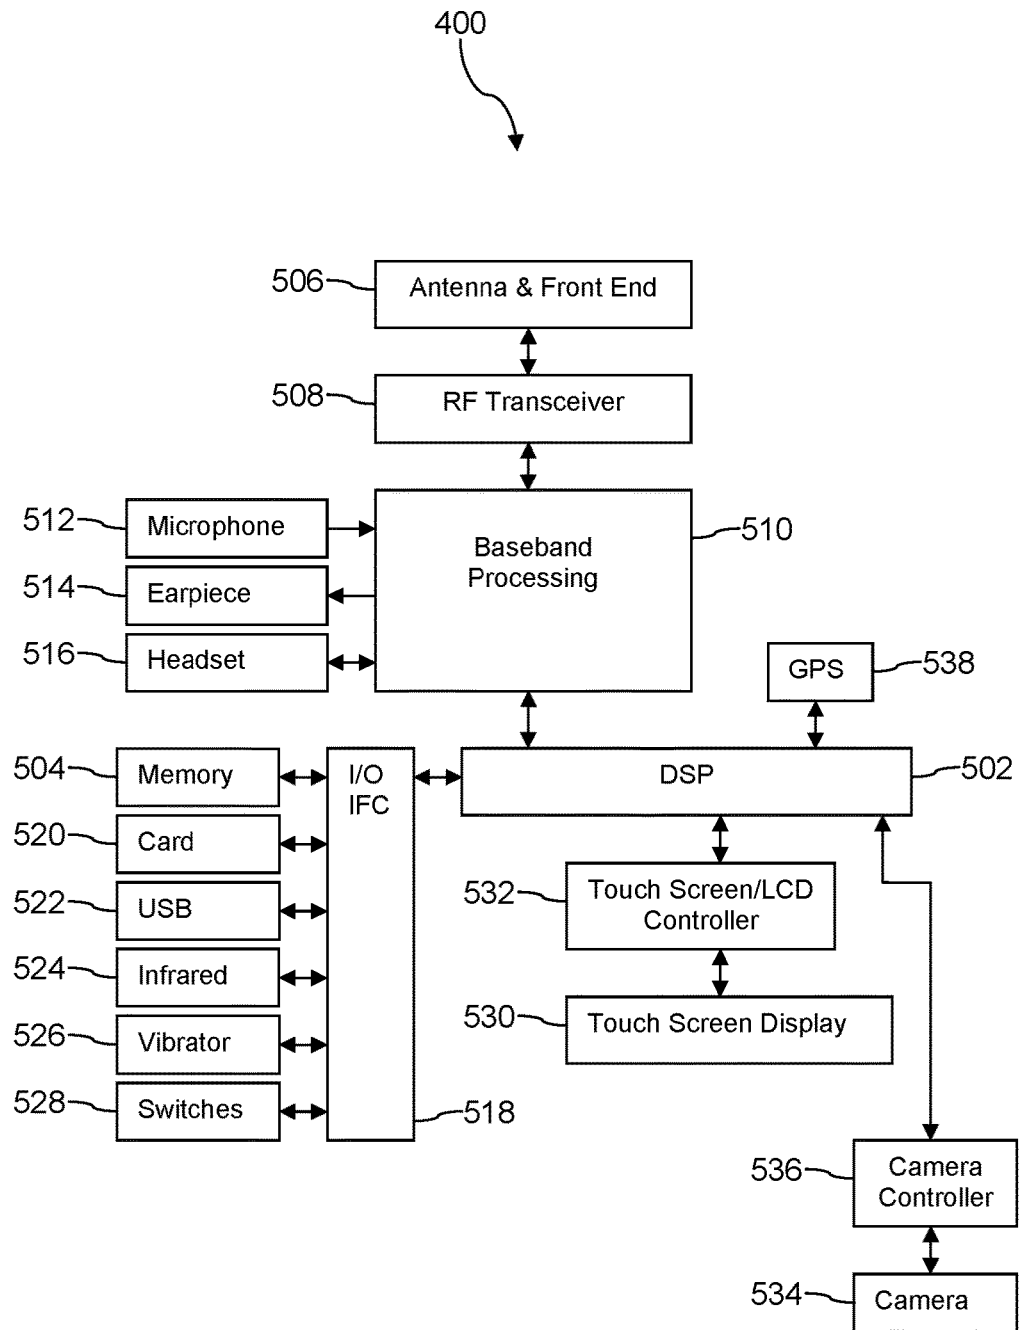 400
506 Antenna & Front End
508 RF Transceiver
512 Microphone
Baseband
Processing
510
514 Earpiece
516 Headset
GPS 538
504 Memory
I/O
IFC
DSP 502
520 Card
522 USB
524 Infrared
526 Vibrator
528 Switches
518
532 Touch Screen/LCD
Controller
530 Touch Screen Display
536 Camera
Controller
534 Camera